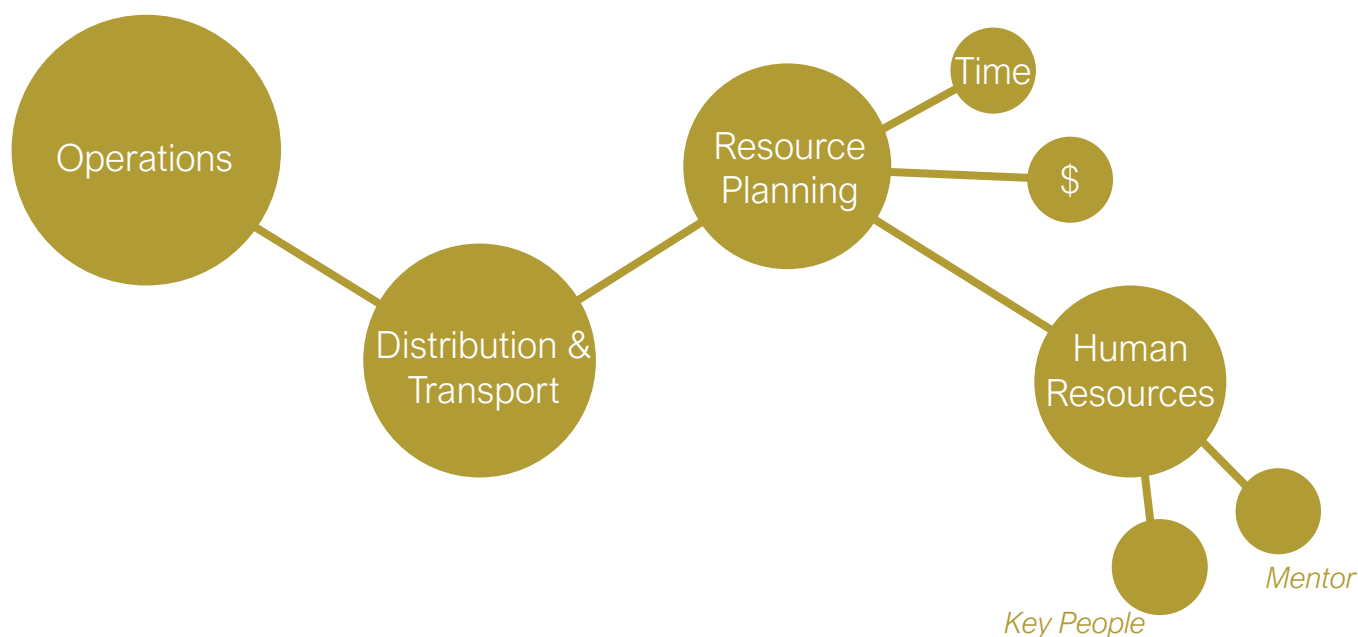 Operations
Distribution &
Transport
Resource
Planning
Time
$
Human
Resources
Key People
Mentor